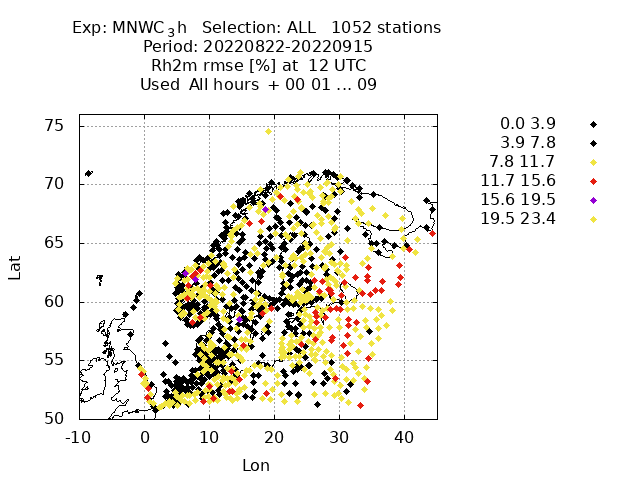 Exp: MNWC_3h   Selection: ALL   1052 stations
Period: 20220822-20220915
Rh2m rmse [%] at  12 UTC
Used  All hours  + 00 01 ... 09
0.0 3.9
3.9 7.8
7.8 11.7
11.7 15.6
15.6 19.5
19.5 23.4
75
70
65
60
55
50
Lat
-10 0 10 20 30 40
Lon